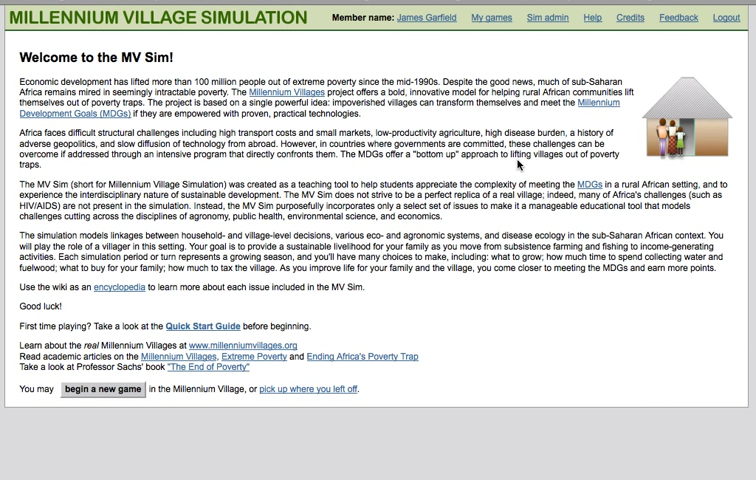 MILLENNIUM VILLAGE SIMULATION
Member name: James Garfield My games Sim admin Help Credits Feedback Logout
Welcome to the MV Sim!
Economic development has lifted more than 100 million people out of extreme poverty since the mid-1990s. Despite the good news, much of sub-Saharan
Africa remains mired in seemingly intractable poverty. The Millennium Villages project offers a bold, innovative model for helping rural African communities lift
themselves out of poverty traps. The project is based on a single powerful idea: impoverished villages can transform themselves and meet the Millennium
Development Goals (MDGs) if they are empowered with proven, practical technologies.
Africa faces difficult structural challenges including high transport costs and small markets, low-productivity agriculture, high disease burden, a history of
adverse geopolitics, and slow diffusion of technology from abroad. However, in countries where governments are committed, these challenges can be
overcome if addressed through an intensive program that directly confronts them. The MDGs offer a "bottom up" approach to lifting villages out of poverty
traps.
The MV Sim (short for Millennium Village Simulation) was created as a teaching tool to help students appreciate the complexity of meeting the MDGs in a rural African setting, and to
experience the interdisciplinary nature of sustainable development. The MV Sim does not strive to be a perfect replica of a real village; indeed, many of Africa's challenges (such as
HIV/AIDS) are not present in the simulation. Instead, the MV Sim purposefully incorporates only a select set of issues to make it a manageable educational tool that models
challenges cutting across the disciplines of agronomy, public health, environmental science, and economics.
The simulation models linkages between household- and village-level decisions, various eco- and agronomic systems, and disease ecology in the sub-Saharan African context. You
will play the role of a villager in this setting. Your goal is to provide a sustainable livelihood for your family as you move from subsistence farming and fishing to income-generating
activities. Each simulation period or turn represents a growing season, and you'll have many choices to make, including: what to grow; how much time to spend collecting water and
fuelwood; what to buy for your family; how much to tax the village. As you improve life for your family and the village, you come closer to meeting the MDGs and earn more points.
Use the wiki as an encyclopedia to learn more about each issue included in the MV Sim.
Good luck!
First time playing? Take a look at the Quick Start Guide before beginning.
Learn about the real Millennium Villages at www.millenniumvillages.org
Read academic articles on the Millennium Villages, Extreme Poverty and Ending Africa's Poverty Trap
Take a look at Professor Sachs' book "The End of Poverty"
You may begin a new game in the Millennium Village, or pick up where you left off.